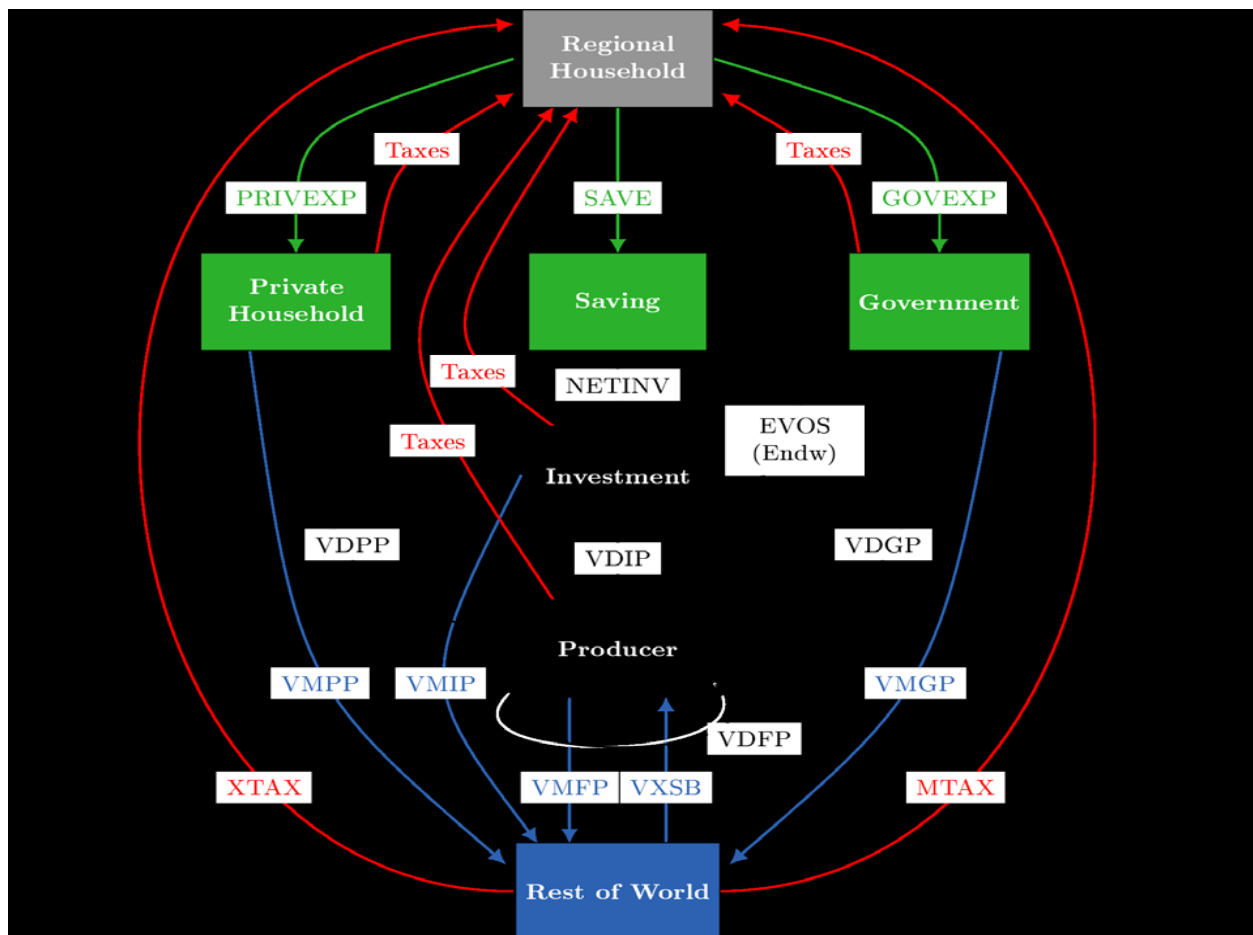 Regional
Household
Taxes
Taxes
PRIVEXP
SAVE
GOVEXP
Private
Household
Saving
Government
Taxes
NETINV
EVOS
(Endw)
Taxes
Investment
VDPP
VDIP
VDGP
Producer
VMPP
VMIP
VMGP
VDFP
XTAX
VMFP
VXSB
MTAX
Rest of World